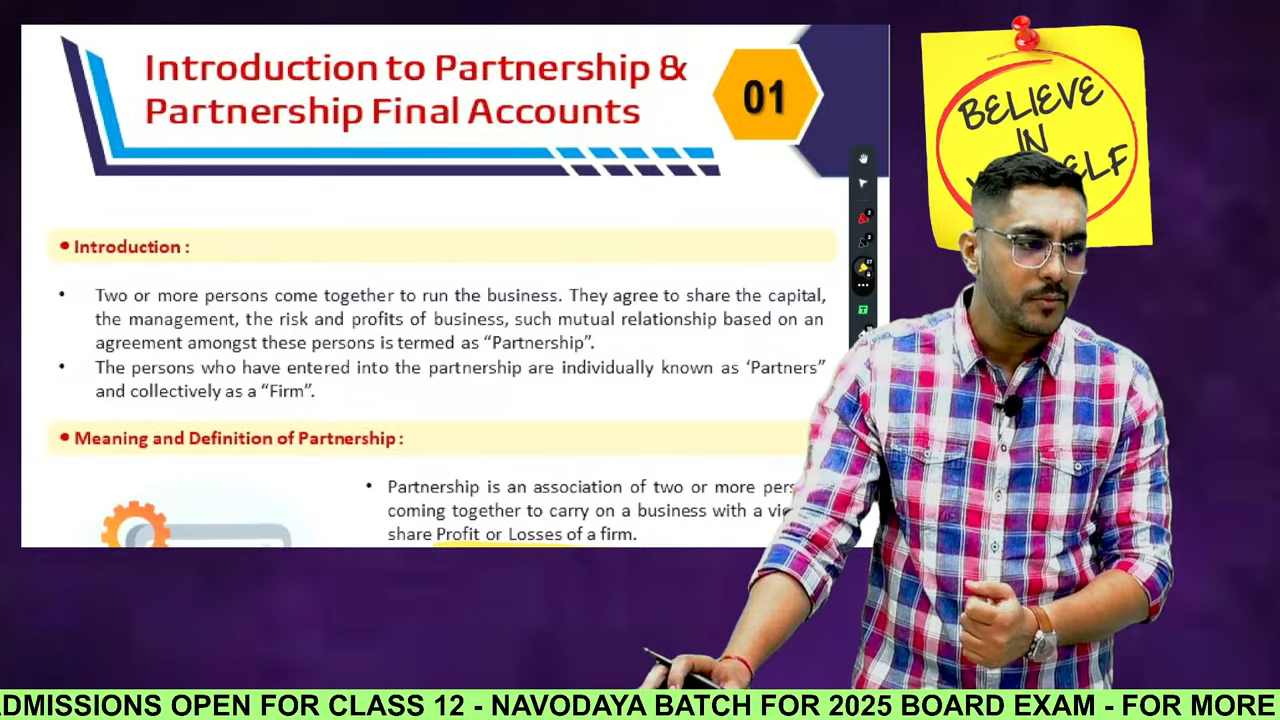 Introduction to Partnership &
Partnership Final Accounts
01
BELIEVE
IN
• Introduction :
• Two or more persons come together to run the business. They agree to share the capital,
the management, the risk and profits of business, such mutual relationship based on an
agreement amongst these persons is termed as “Partnership”.
• The persons who have entered into the partnership are individually known as ‘Partners”
and collectively as a “Firm”.
• Meaning and Definition of Partnership :
• Partnership is an association of two or more
coming together to carry on a business with a
share Profit or Losses of a firm.
ADMISSIONS OPEN FOR CLASS 12 - NAVODAYA BATCH FOR 2025 BOARD EXAM - FOR MORE